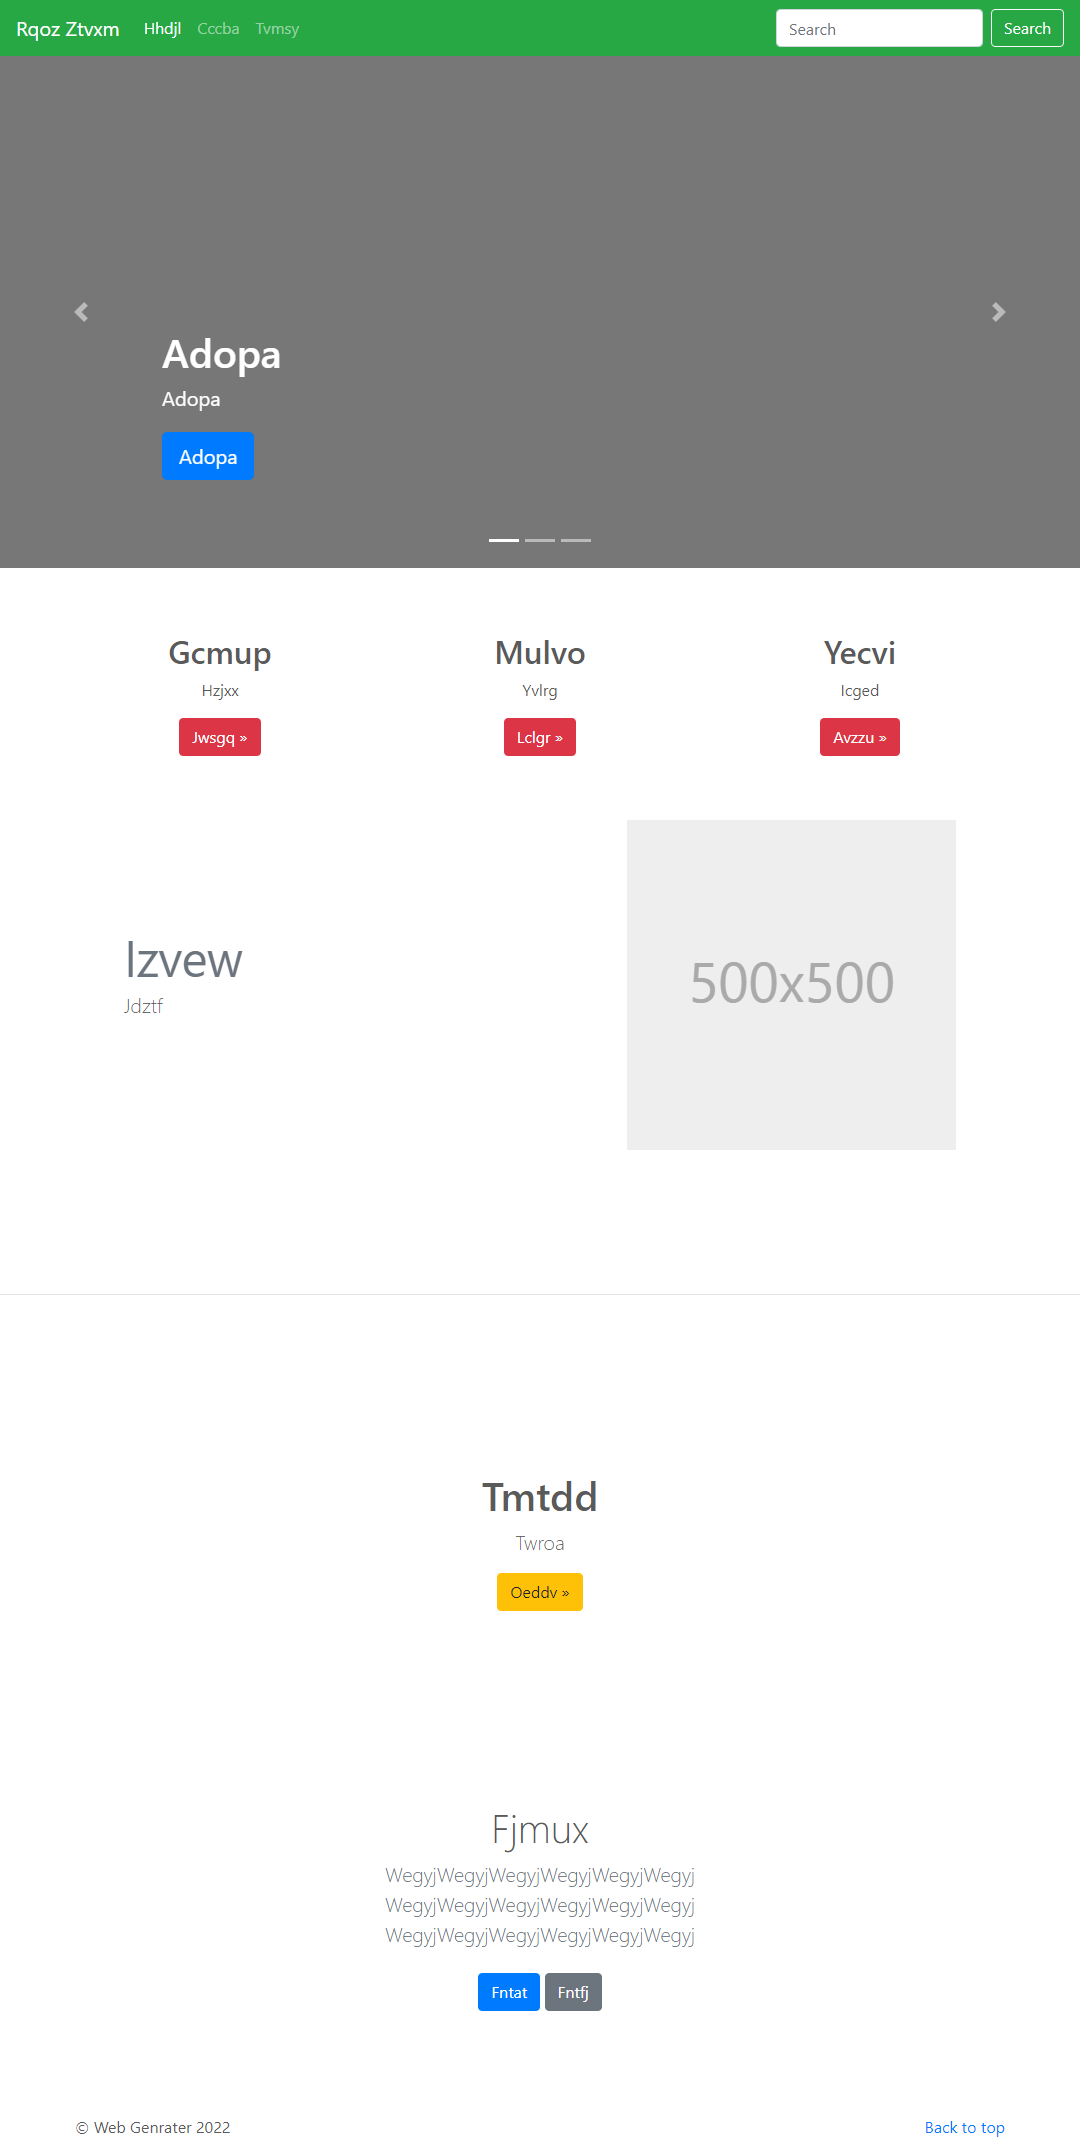 Rqoz Ztvxm Hhdjl Cccba Tvmsy Search Search
Adopa
Adopa
Adopa
Gcmup Mulvo Yecvi
Hzjxx Yvlrg Icged
Jwsgq » Lclgr » Avzzu »
500x500
Jdztf
Tmtdd
Twroa
Oeddv »
Fjmux
WegyjWegyjWegyjWegyjWegyjWegyj
WegyjWegyjWegyjWegyjWegyjWegyj
WegyjWegyjWegyjWegyjWegyjWegyj
Fntat Fntfj
© Web Genrater 2022 Back to top